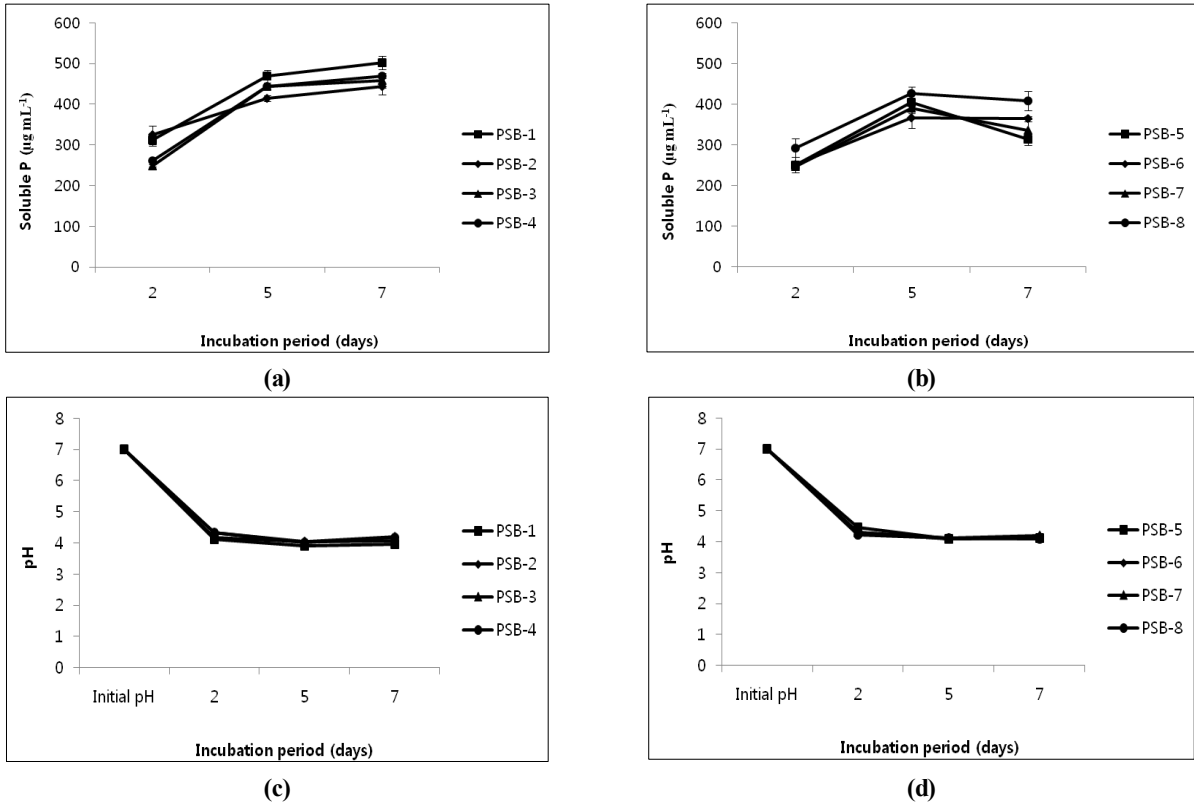 600
500
400
300
200
100
0
Soluble P (µg mL-1)
2 5 7
Incubation period (days)
PSB-1
PSB-2
PSB-3
PSB-4
(a)
600
500
400
300
200
100
0
Soluble P (µg mL-1)
2 5 7
Incubation period (days)
PSB-5
PSB-6
PSB-7
PSB-8
(b)
8
7
6
5
4
3
2
1
0
pH
Initial pH 2 5 7
Incubation period (days)
PSB-1
PSB-2
PSB-3
PSB-4
(c)
8
7
6
5
4
3
2
1
0
pH
Initial pH 2 5 7
Incubation period (days)
PSB-5
PSB-6
PSB-7
PSB-8
(d)